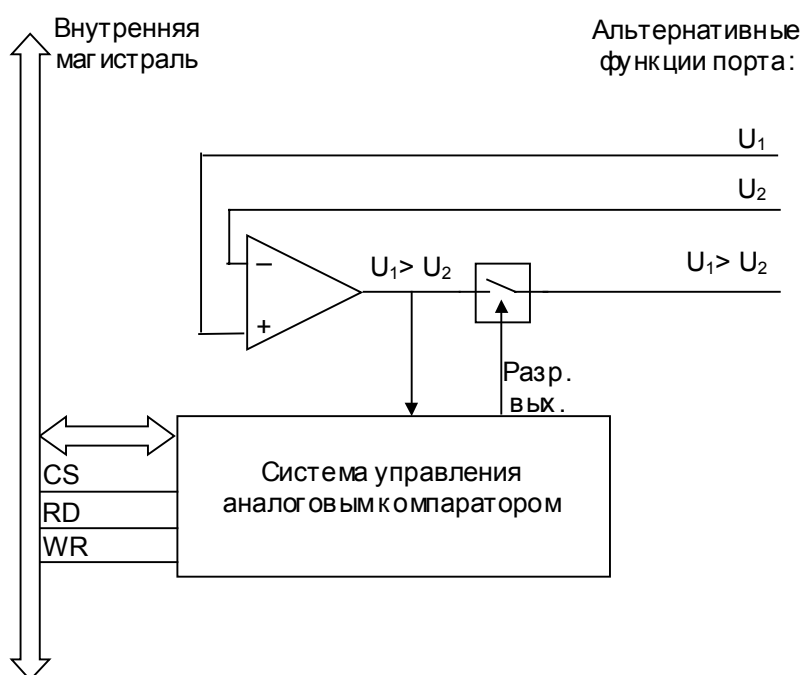 Внутренняя
магистраль
Альтернативные
функции порта:
U₁
U₂
U₁> U₂
U₁> U₂
–
+
Разр.
вых.
CS
RD
WR
Система управления
аналоговым компаратором